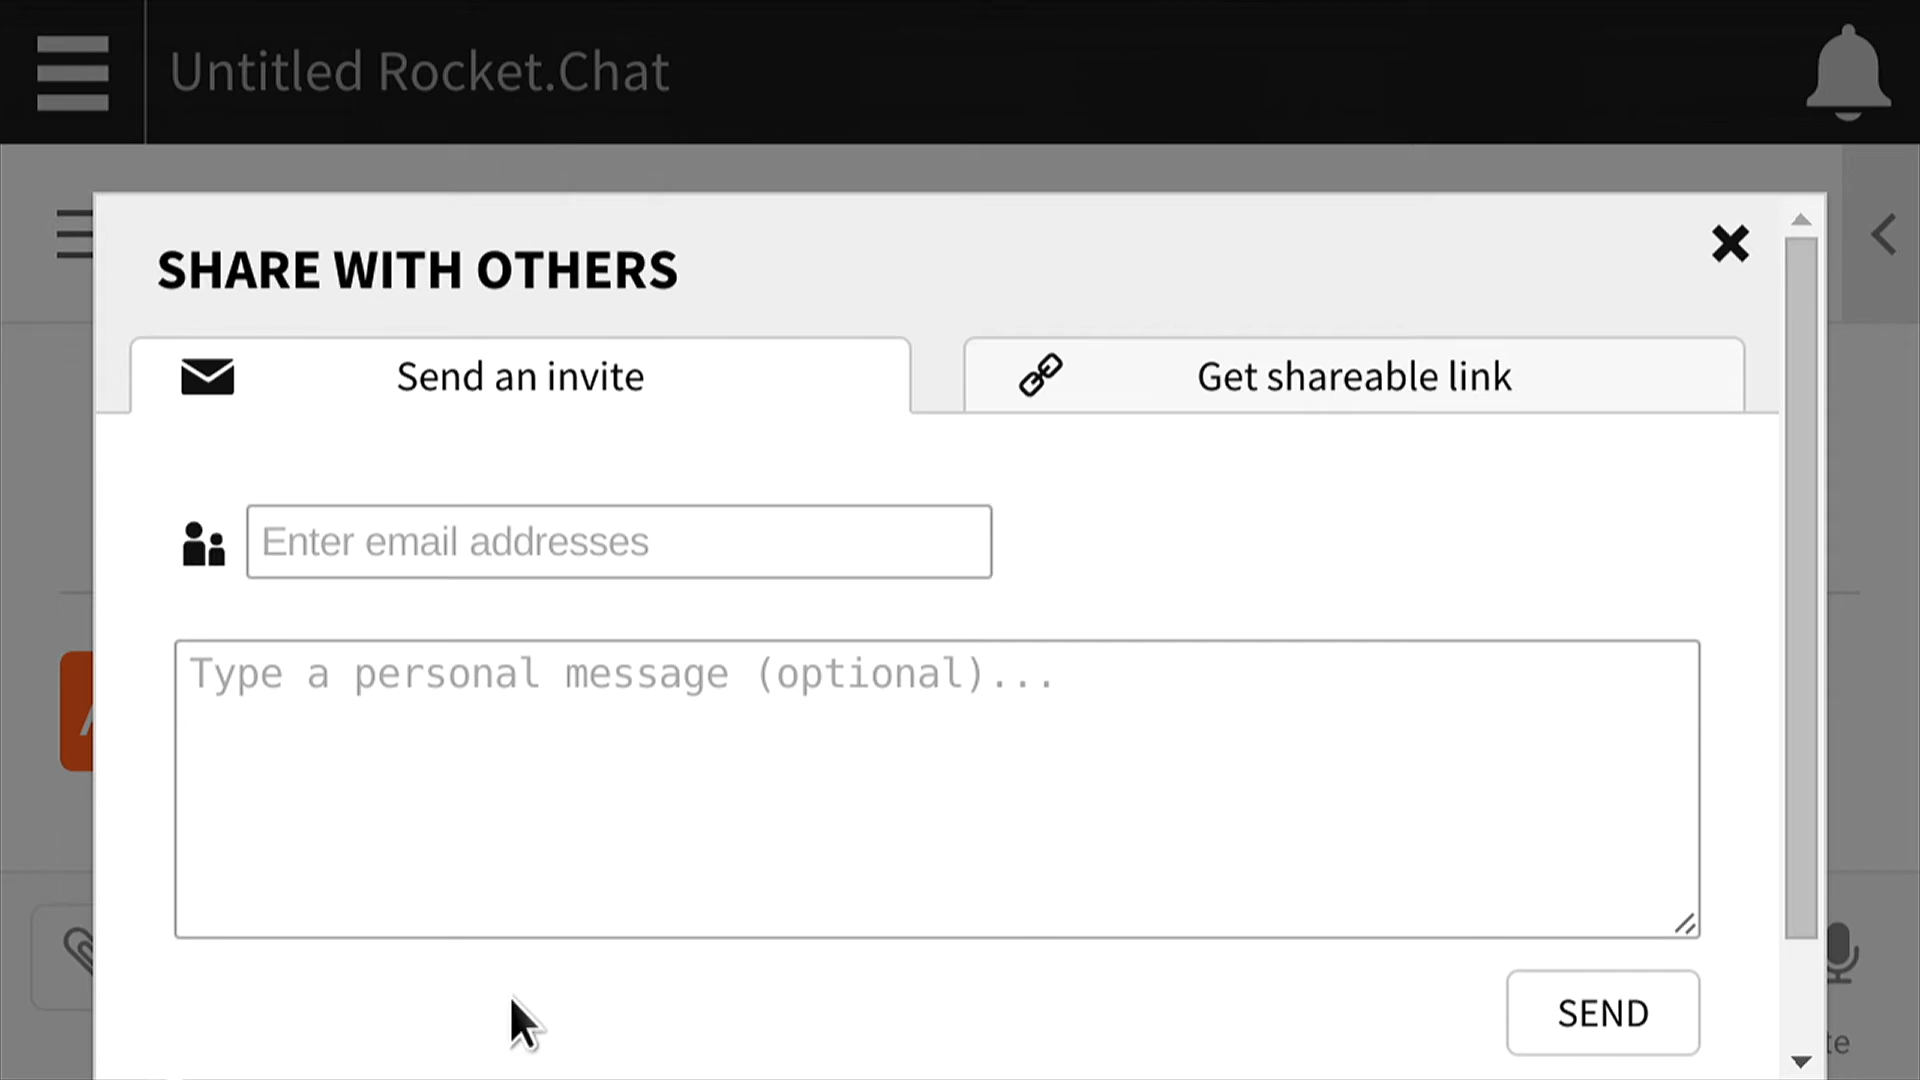 Untitled Rocket.Chat
SHARE WITH OTHERS
Send an invite
Get shareable link
Enter email addresses
Type a personal message (optional)...
SEND